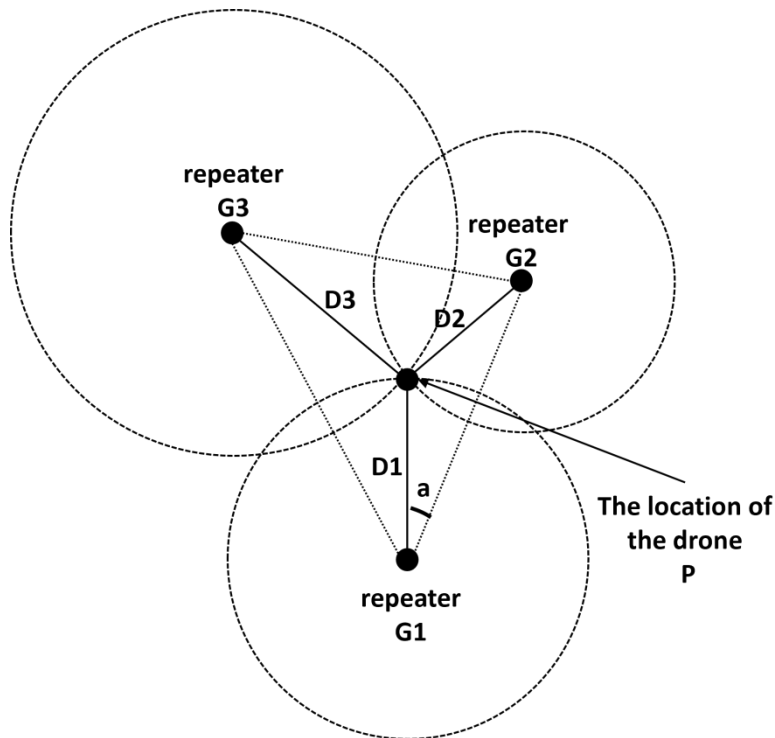 repeater
G3
repeater
G2
D3
D2
D1
a
The location of
the drone
P
repeater
G1